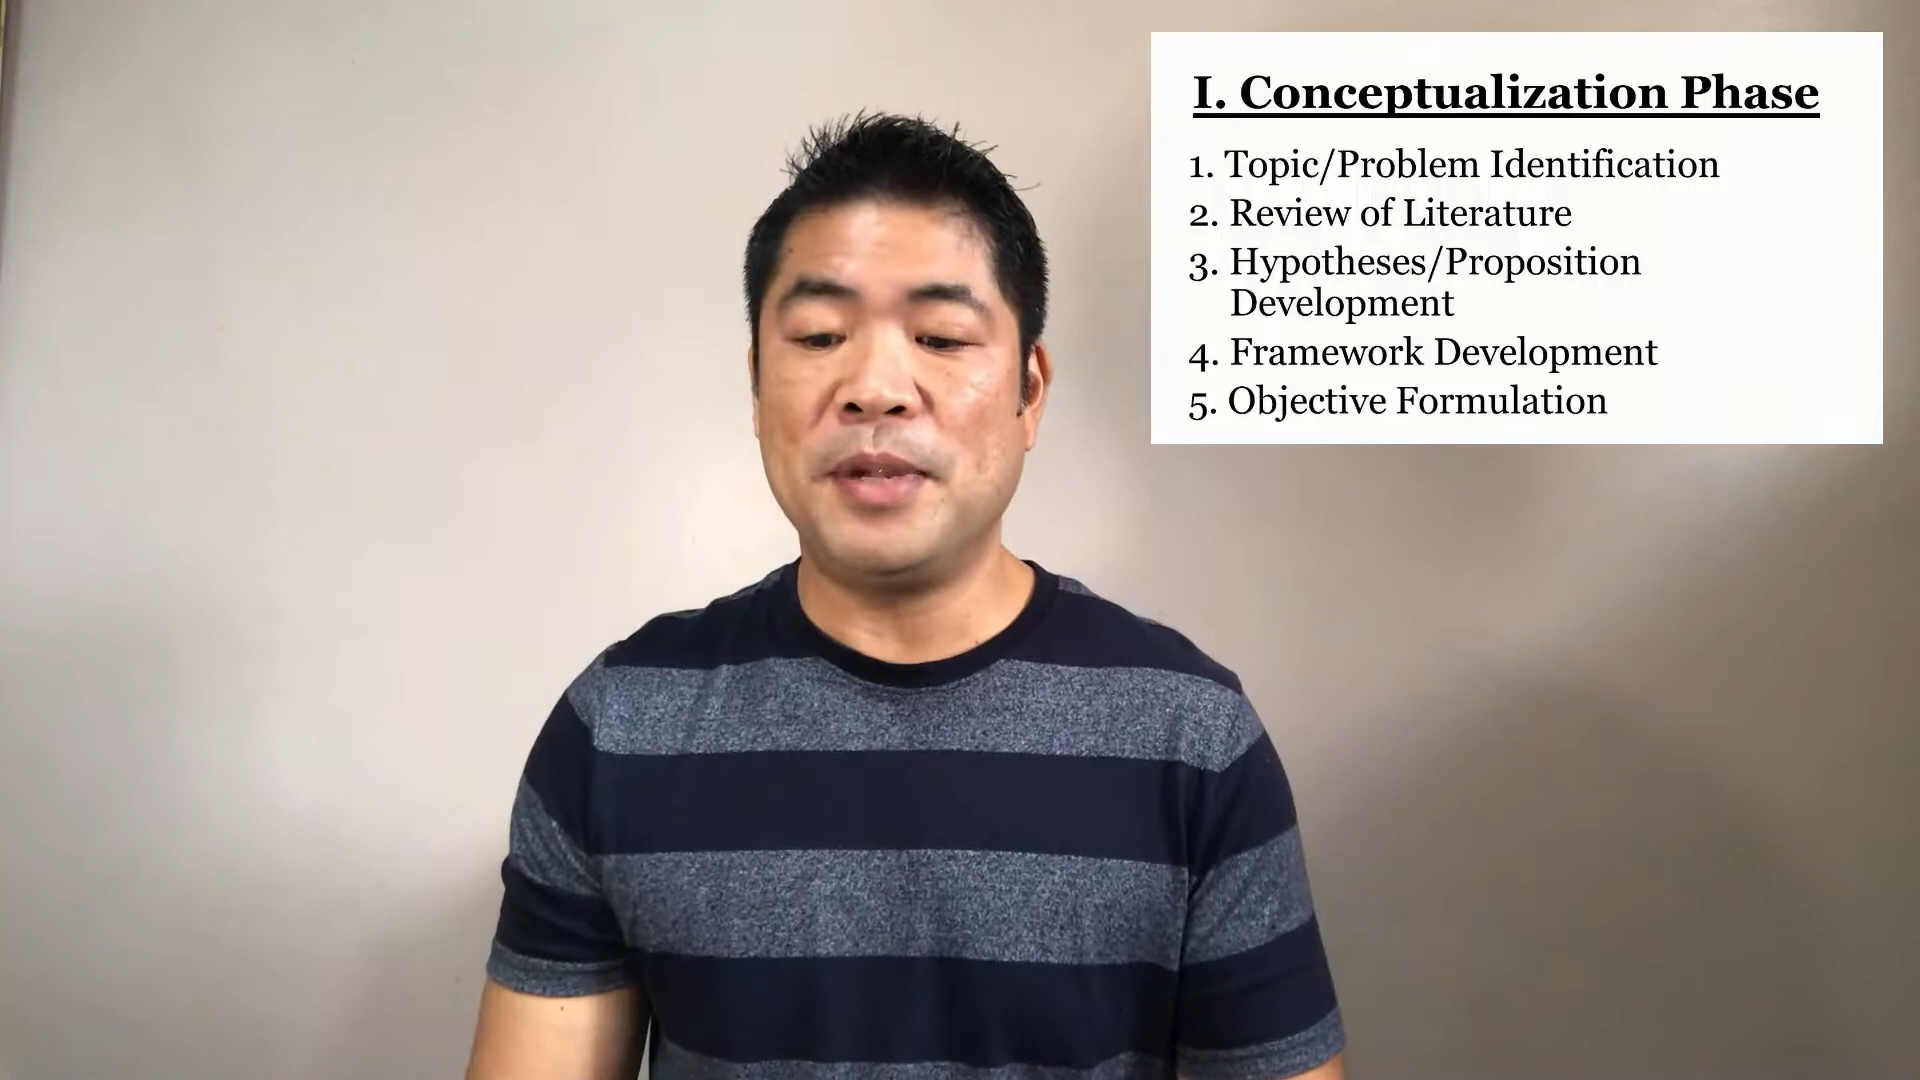 I. Conceptualization Phase
1. Topic/Problem Identification
2. Review of Literature
3. Hypotheses/Proposition
Development
4. Framework Development
5. Objective Formulation